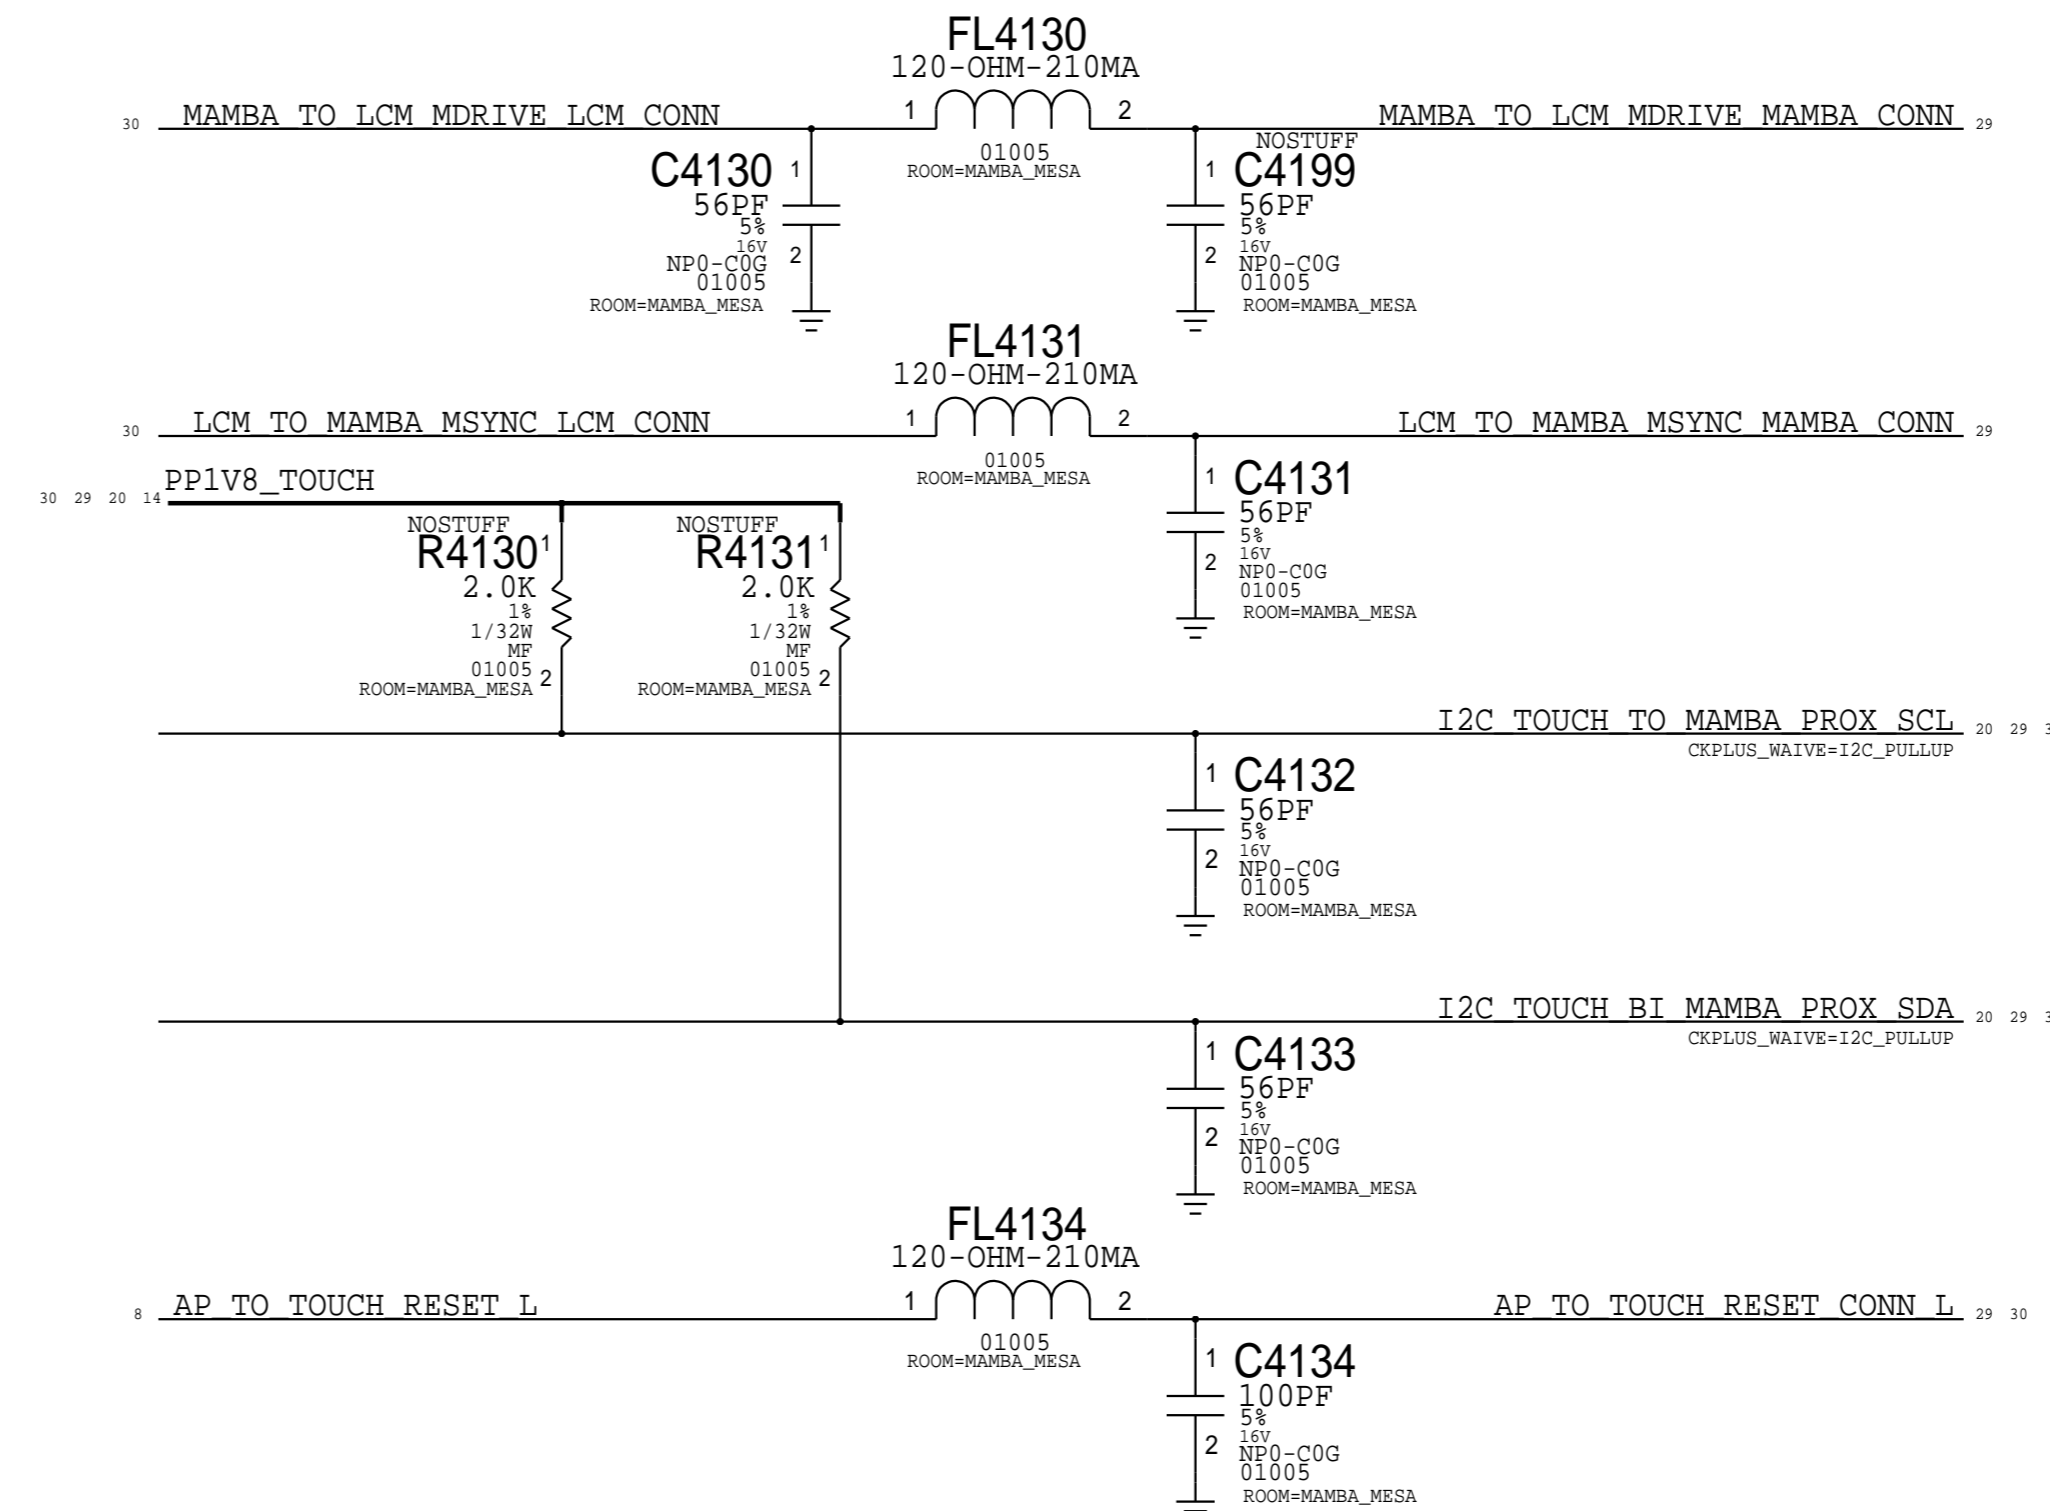 FL4130
120-OHM-210MA
30 MAMBA_TO_LCM_MDRIVE_LCM_CONN 1 2 MAMBA_TO_LCM_MDRIVE_MAMBA_CONN 29
01005
ROOM=MAMBA_MESA
C4130 1
56PF
5%
16V
NP0-C0G 2
01005
ROOM=MAMBA_MESA
NOSTUFF
1 C4199
56PF
5%
16V
2 NP0-C0G
01005
ROOM=MAMBA_MESA
FL4131
120-OHM-210MA
30 LCM_TO_MAMBA_MSYNC_LCM_CONN 1 2 LCM_TO_MAMBA_MSYNC_MAMBA_CONN 29
01005
ROOM=MAMBA_MESA
1 C4131
56PF
5%
16V
2 NP0-C0G
01005
ROOM=MAMBA_MESA
30 29 20 14 PP1V8_TOUCH
NOSTUFF
R4130 1
2.0K
1%
1/32W
MF
01005
ROOM=MAMBA_MESA 2
NOSTUFF
R4131 1
2.0K
1%
1/32W
MF
01005
ROOM=MAMBA_MESA 2
I2C_TOUCH_TO_MAMBA_PROX_SCL 20 29 3
CKPLUS_WAIVE=I2C_PULLUP
1 C4132
56PF
5%
16V
2 NP0-C0G
01005
ROOM=MAMBA_MESA
I2C_TOUCH_BI_MAMBA_PROX_SDA 20 29 3
CKPLUS_WAIVE=I2C_PULLUP
1 C4133
56PF
5%
16V
2 NP0-C0G
01005
ROOM=MAMBA_MESA
FL4134
120-OHM-210MA
8 AP_TO_TOUCH_RESET_L 1 2 AP_TO_TOUCH_RESET_CONN_L 29 30
01005
ROOM=MAMBA_MESA
1 C4134
100PF
5%
16V
2 NP0-C0G
01005
ROOM=MAMBA_MESA